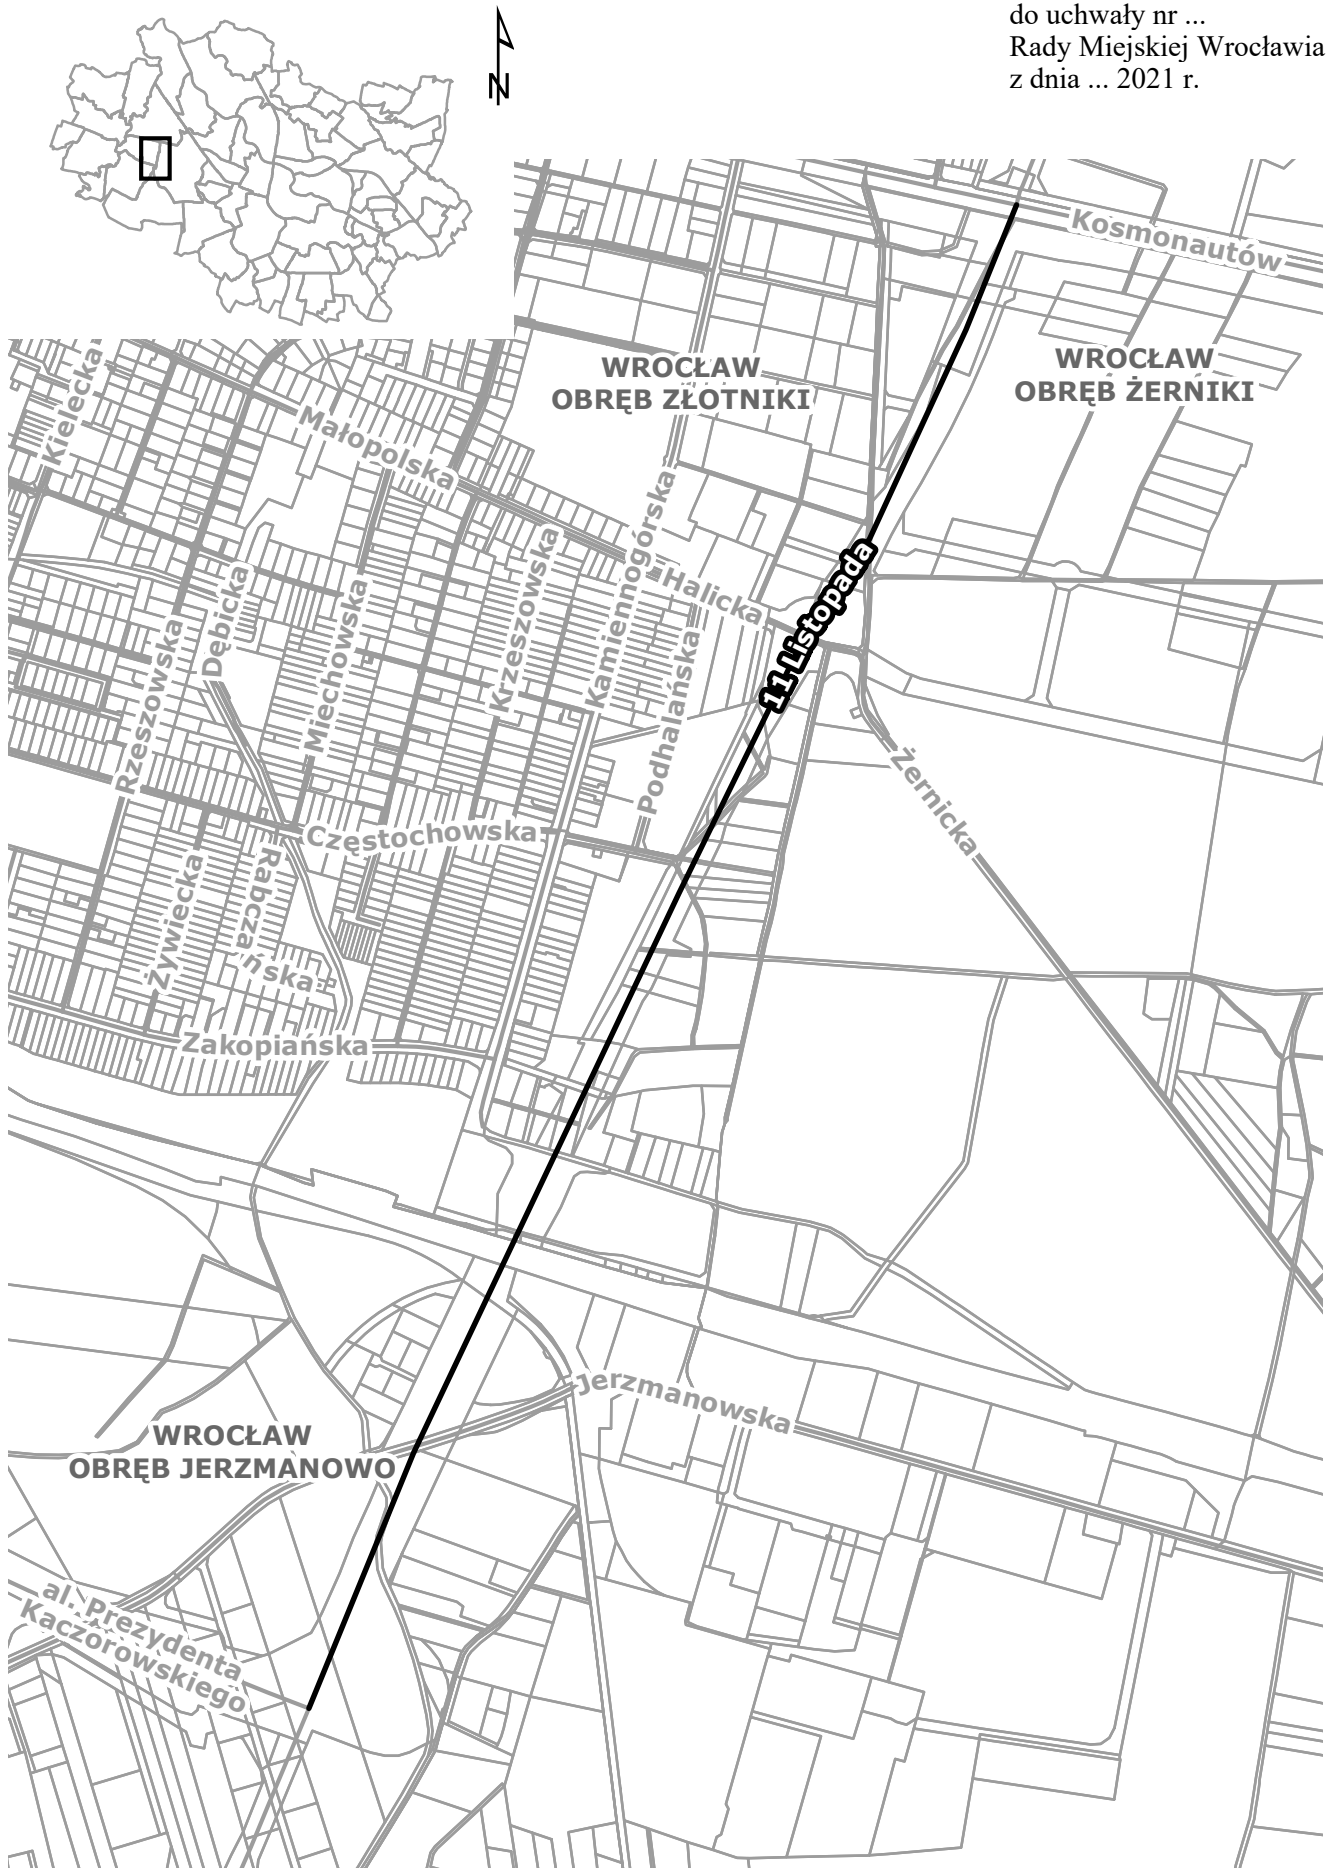 do uchwały nr ...
Rady Miejskiej Wrocławia
z dnia ... 2021 r.
N
Kosmonautów
WROCŁAW
OBRĘB ZŁOTNIKI
WROCŁAW
OBRĘB ŻERNIKI
Kielecka
Małopolska
Kamiennogórska
Krzeszowska
Halicka
11 Listopada
Dębicka
Miechowska
Rzeszowska
Podhalańska
Żernicka
Częstochowska
Żywiecka
Rabczańska
Zakopiańska
Jerzmanowska
WROCŁAW
OBRĘB JERZMANOWO
al. Prezydenta
Kaczorowskiego